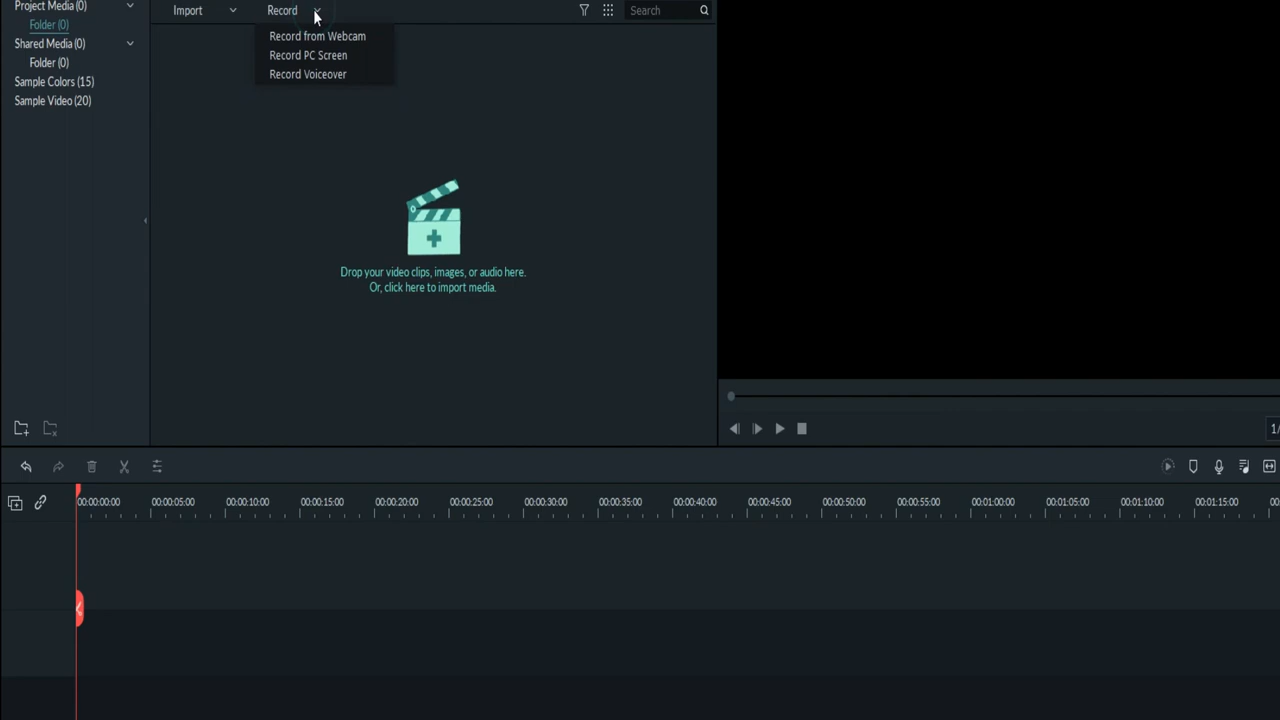 Project Media (0)
Import
Record
Search
Folder (0)
Record from Webcam
Shared Media (0)
Record PC Screen
Folder (0)
Record Voiceover
Sample Colors (15)
Sample Video (20)
Drop your video clips, images, or audio here.
Or, click here to import media.
1/
00:00:00:00 00:00:05:00 00:00:10:00 00:00:15:00 00:00:20:00 00:00:25:00 00:00:30:00 00:00:35:00 00:00:40:00 00:00:45:00 00:00:50:00 00:00:55:00 00:01:00:00 00:01:05:00 00:01:10:00 00:01:15:00 00